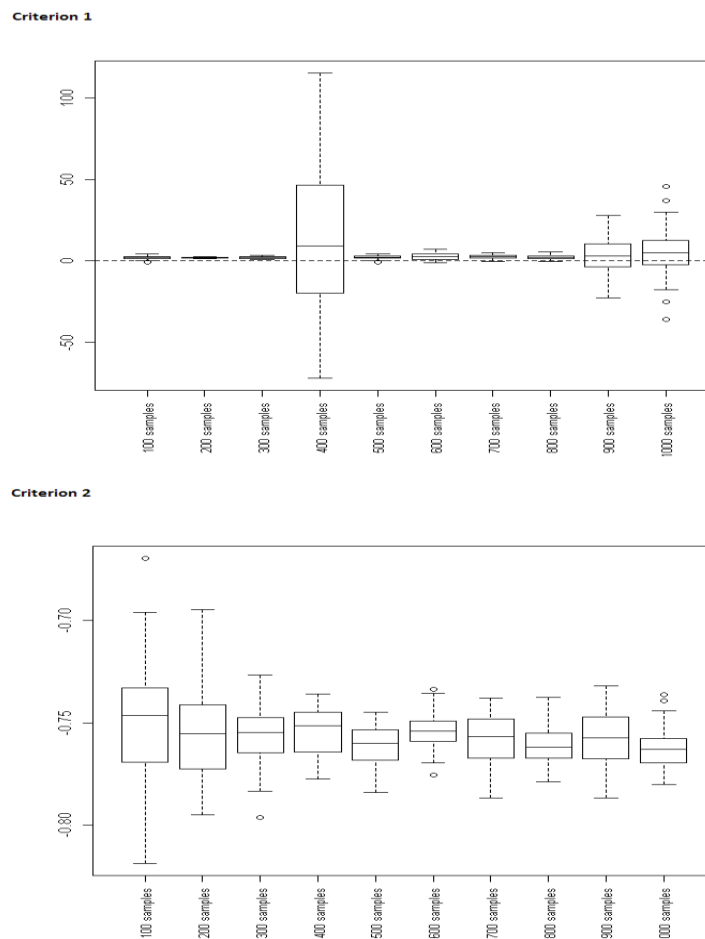 Criterion 1
100
50
0
-50
100 samples
200 samples
300 samples
400 samples
500 samples
600 samples
700 samples
800 samples
900 samples
1000 samples
Criterion 2
-0.70
-0.75
-0.80
100 samples
200 samples
300 samples
400 samples
500 samples
600 samples
700 samples
800 samples
900 samples
000 samples